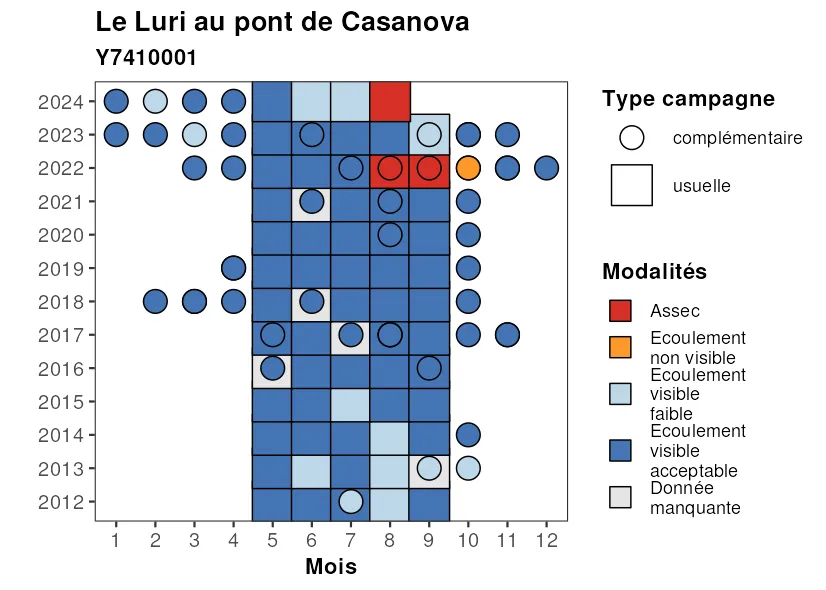 Le Luri au pont de Casanova
Y7410001
2024
2023
2022
2021
2020
2019
2018
2017
2016
2015
2014
2013
2012
1 2 3 4 5 6 7 8 9 10 11 12
Mois
Type campagne
complémentaire
usuelle
Modalités
Assec
Ecoulement
non visible
Ecoulement
visible
faible
Ecoulement
visible
acceptable
Donnée
manquante